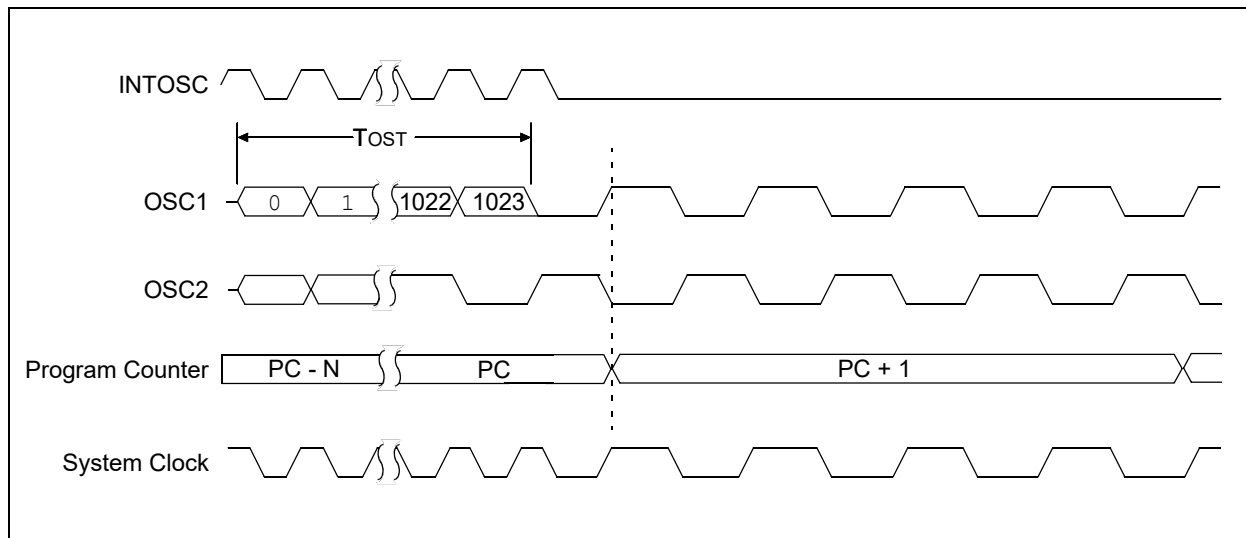 INTOSC
TOST
OSC1 0 1 1022 1023
OSC2
Program Counter PC - N PC PC + 1
System Clock